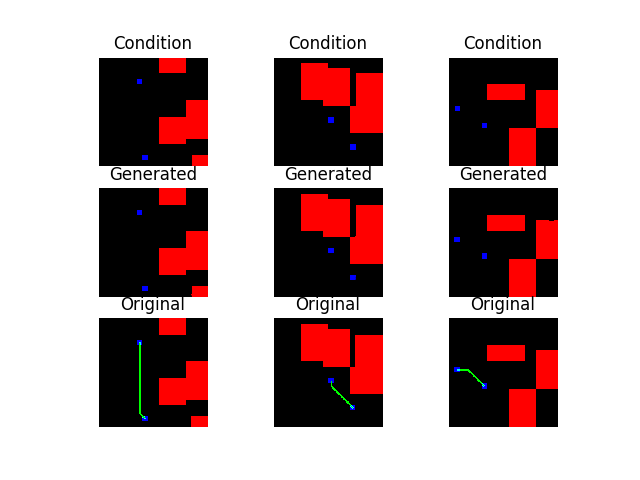 Condition Condition Condition
Generated Generated Generated
Original Original Original